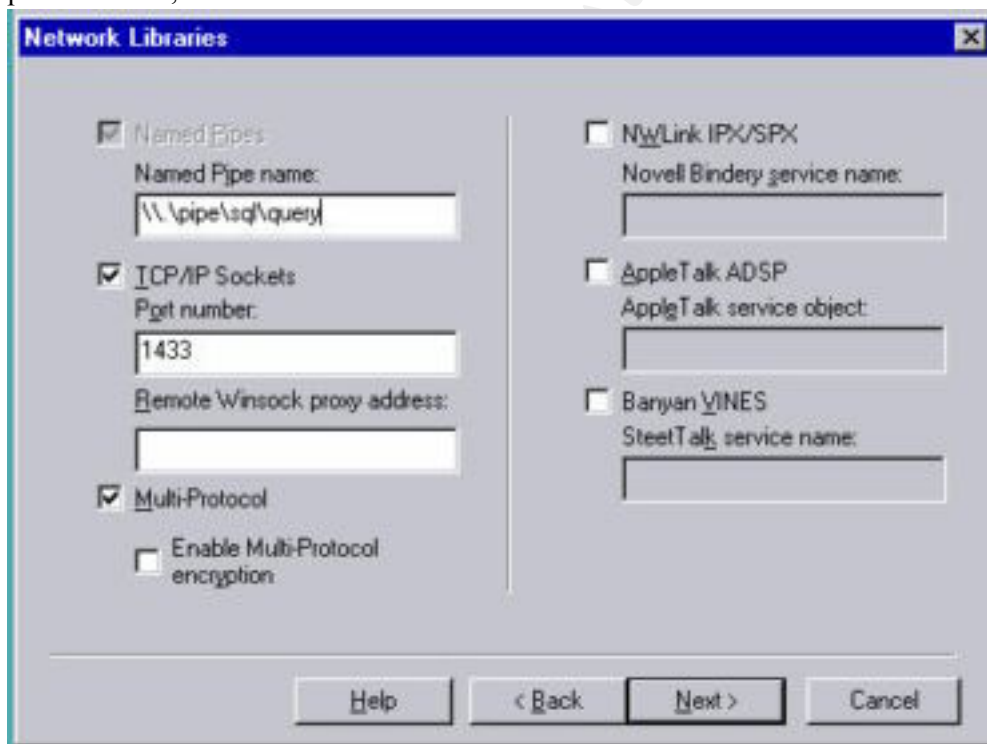 Network Libraries
Named Pipes
Named Pipe name:
\\.\pipe\sql\query
TCP/IP Sockets
Port number:
1433
Remote Winsock proxy address:
Multi-Protocol
Enable Multi-Protocol
encryption
NWLink IPX/SPX
Novell Bindery service name:
AppleTalk ADSP
AppleTalk service object:
Banyan VINES
SteetTalk service name:
Help
< Back
Next >
Cancel